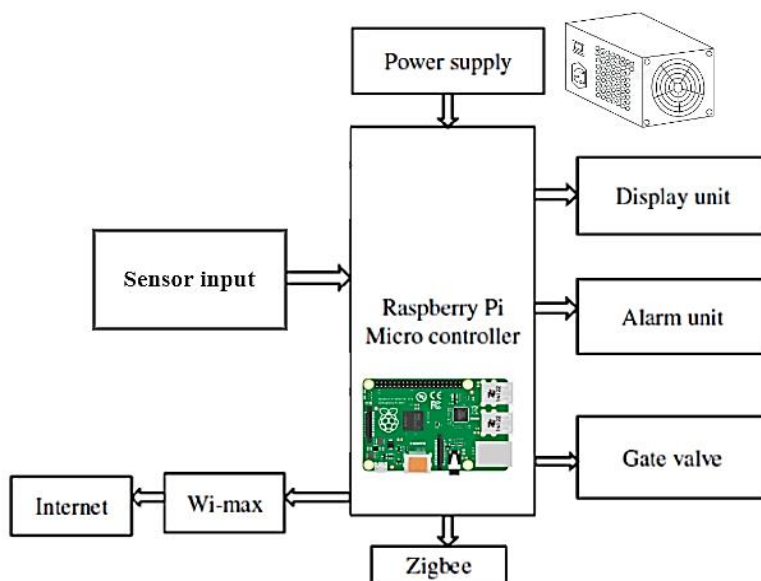 Power supply
Display unit
Sensor input
Raspberry Pi
Micro controller
Alarm unit
Gate valve
Internet
Wi-max
Zigbee